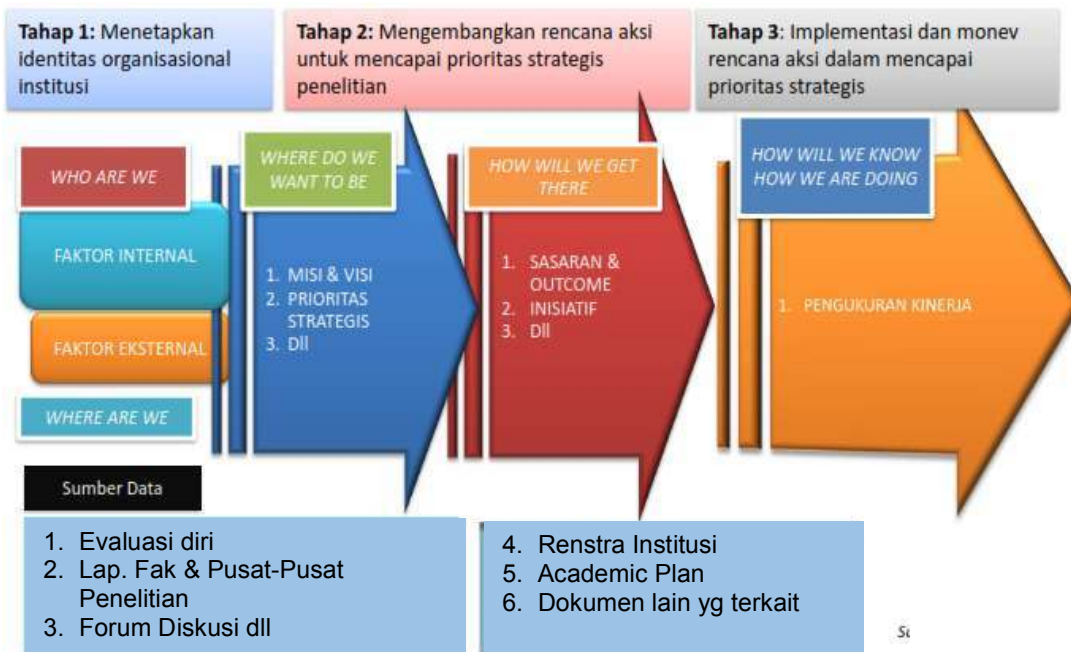 Tahap 1: Menetapkan
identitas organisasional
institusi
Tahap 2: Mengembangkan rencana aksi
untuk mencapai prioritas strategis
penelitian
Tahap 3: Implementasi dan monev
rencana aksi dalam mencapai
prioritas strategis
WHO ARE WE
FAKTOR INTERNAL
FAKTOR EKSTERNAL
WHERE ARE WE
WHERE DO WE
WANT TO BE
1. MISI & VISI
2. PRIORITAS
STRATEGIS
3. Dll
HOW WILL WE GET
THERE
1. SASARAN &
OUTCOME
2. INISIATIF
3. Dll
HOW WILL WE KNOW
HOW WE ARE DOING
1. PENGUKURAN KINERJA
Sumber Data
1. Evaluasi diri
2. Lap. Fak & Pusat-Pusat
Penelitian
3. Forum Diskusi dll
4. Renstra Institusi
5. Academic Plan
6. Dokumen lain yg terkait